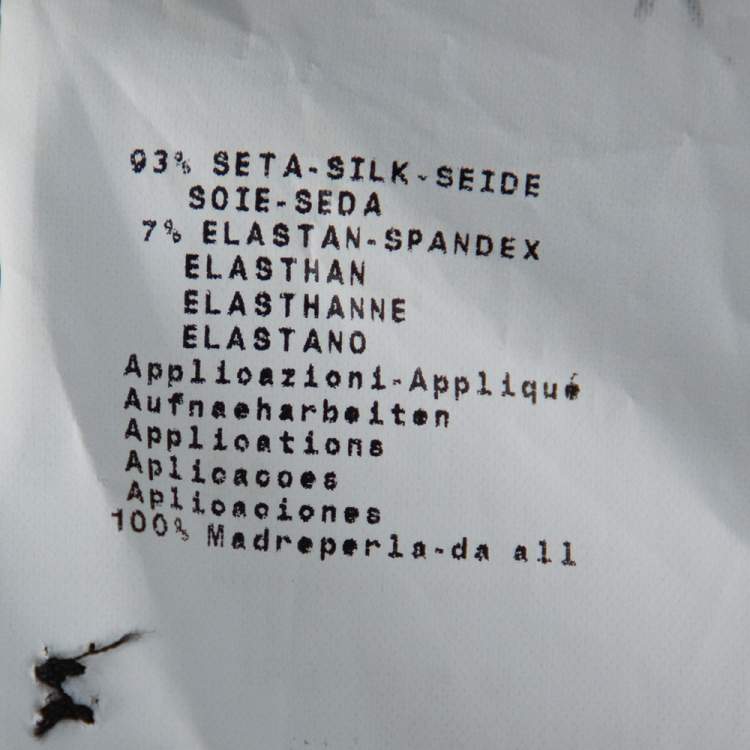 93% SETA-SILK-SEIDE
SOIE-SEDA
7% ELASTAN-SPANDEX
ELASTHAN
ELASTHANNE
ELASTANO
Applicazioni-Appliqué
Aufnaeharbeiten
Applications
Aplicacoes
Aplicaciones
100% Madreperla-da all